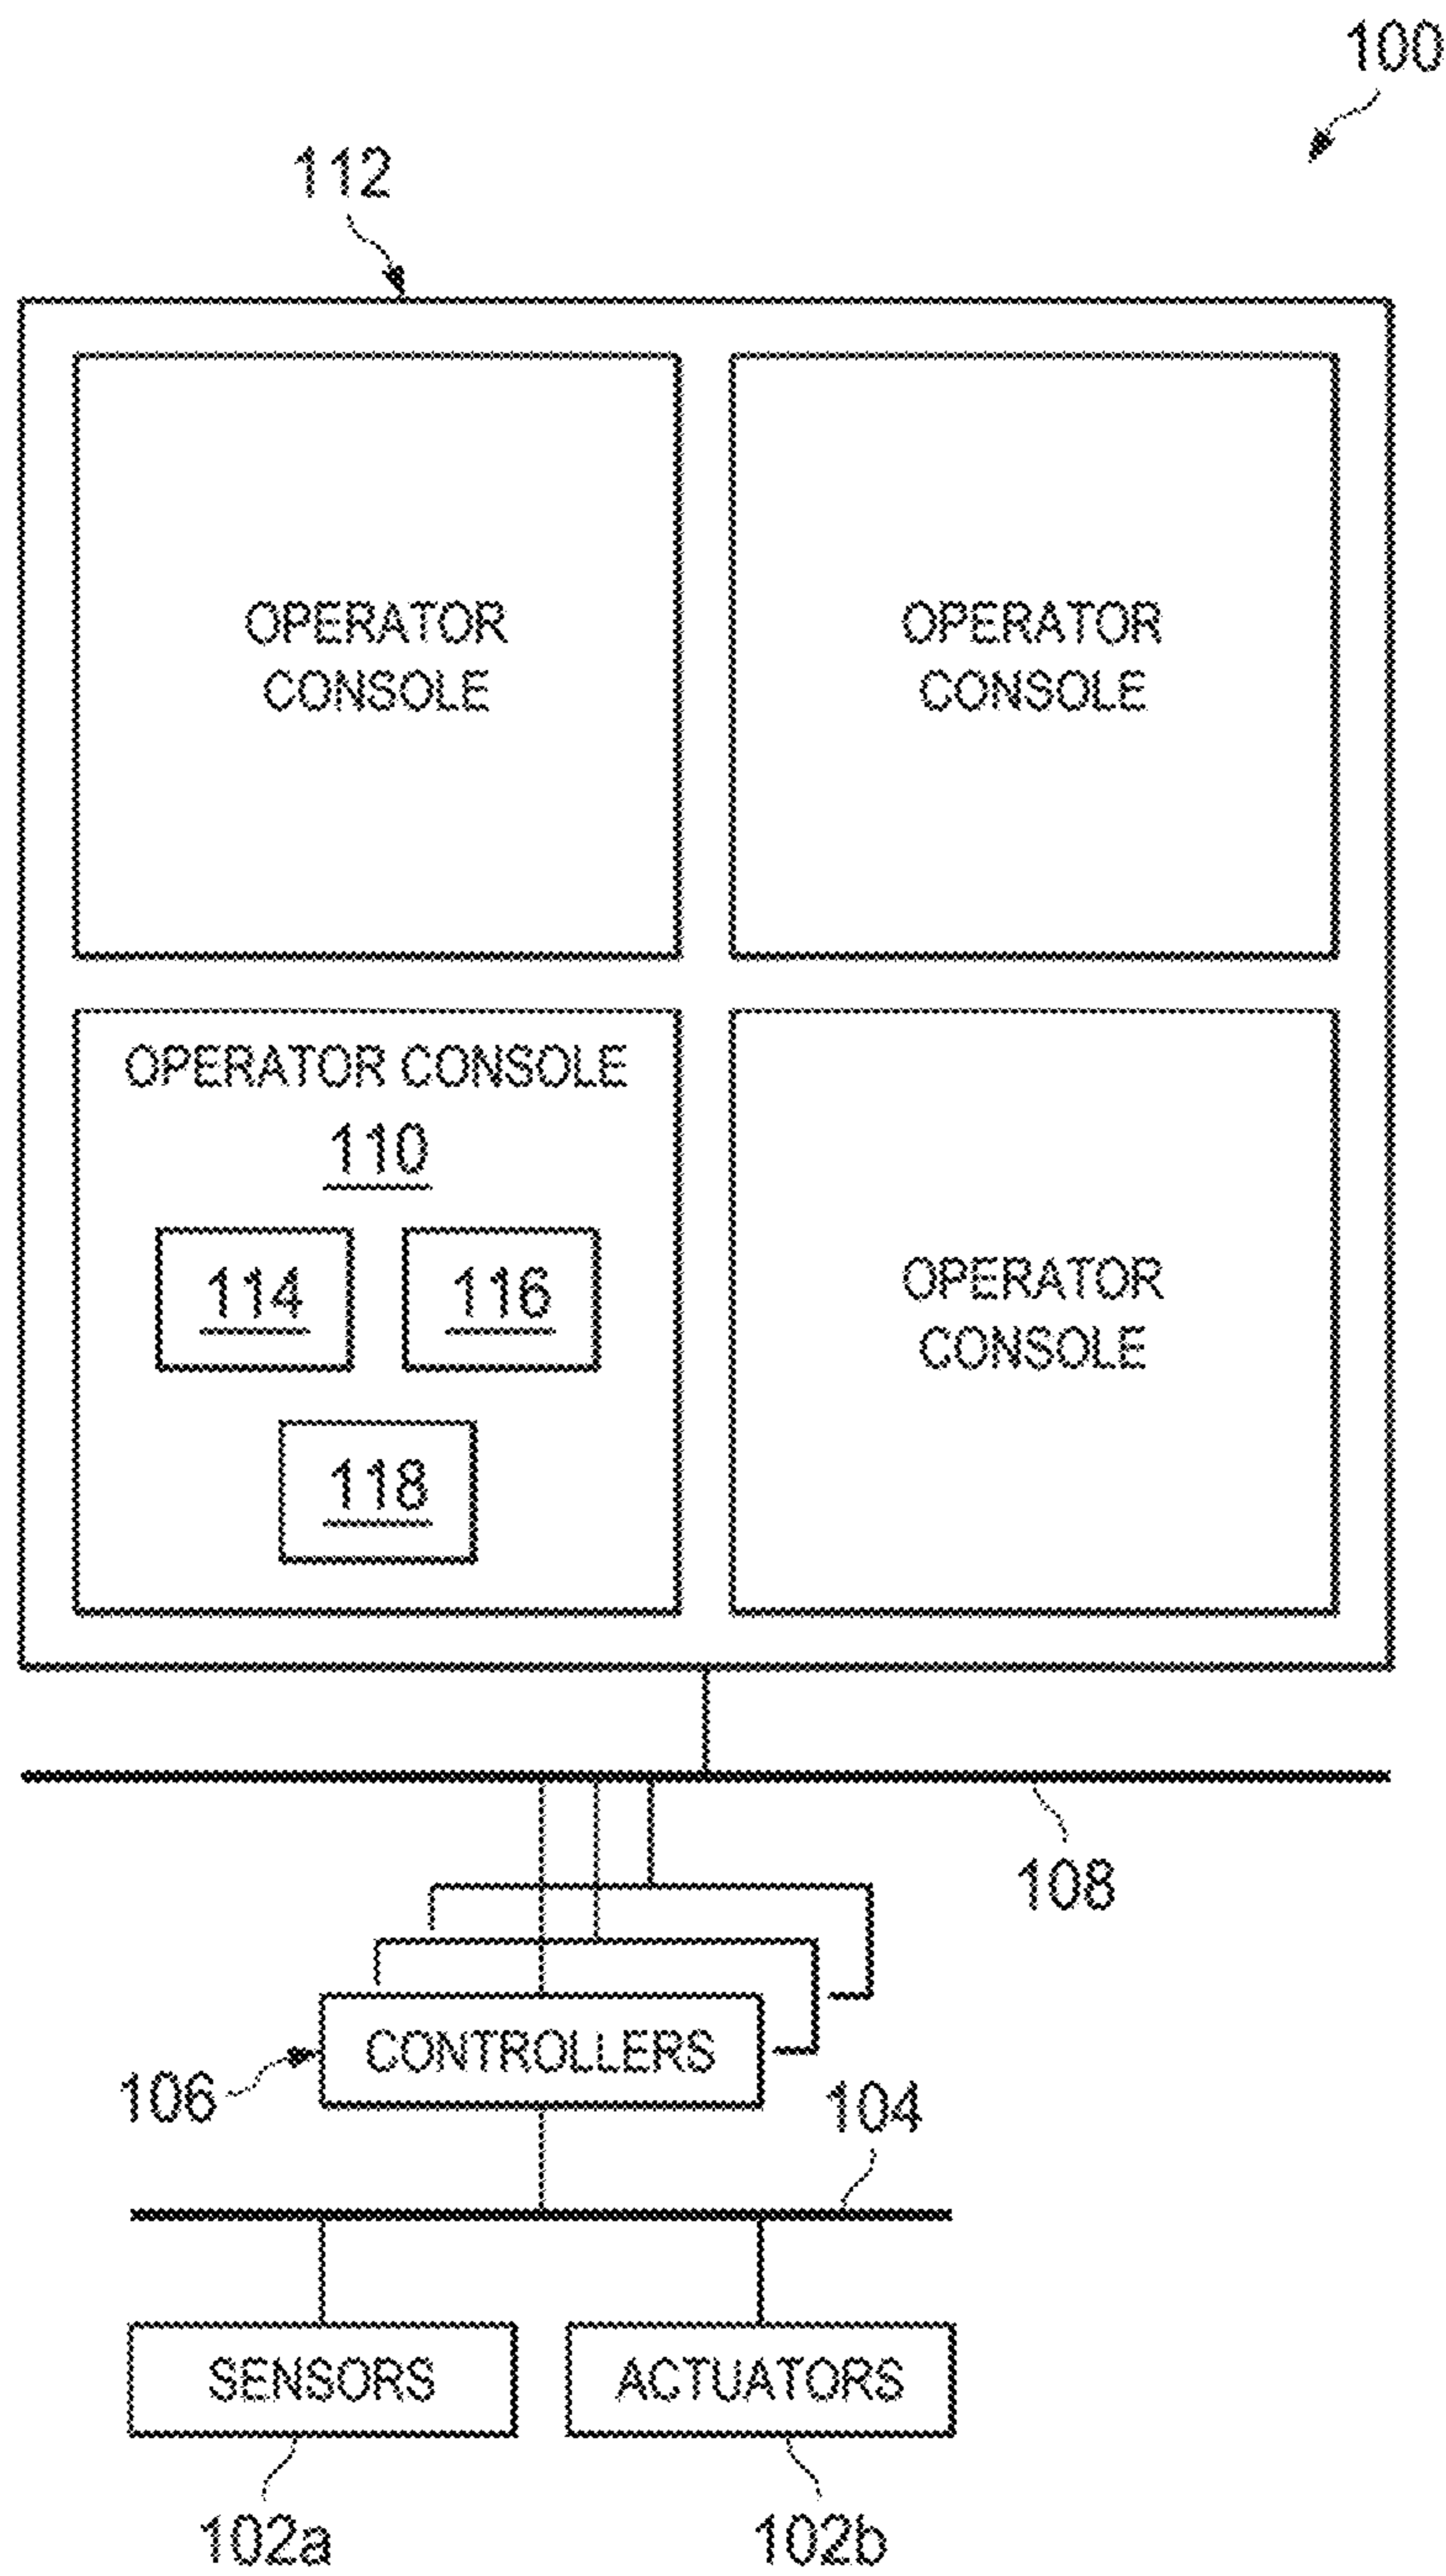 100
112
OPERATOR
CONSOLE
OPERATOR
CONSOLE
OPERATOR CONSOLE
110
114
116
118
OPERATOR
CONSOLE
108
CONTROLLERS
106
104
SENSORS
ACTUATORS
102a
102b